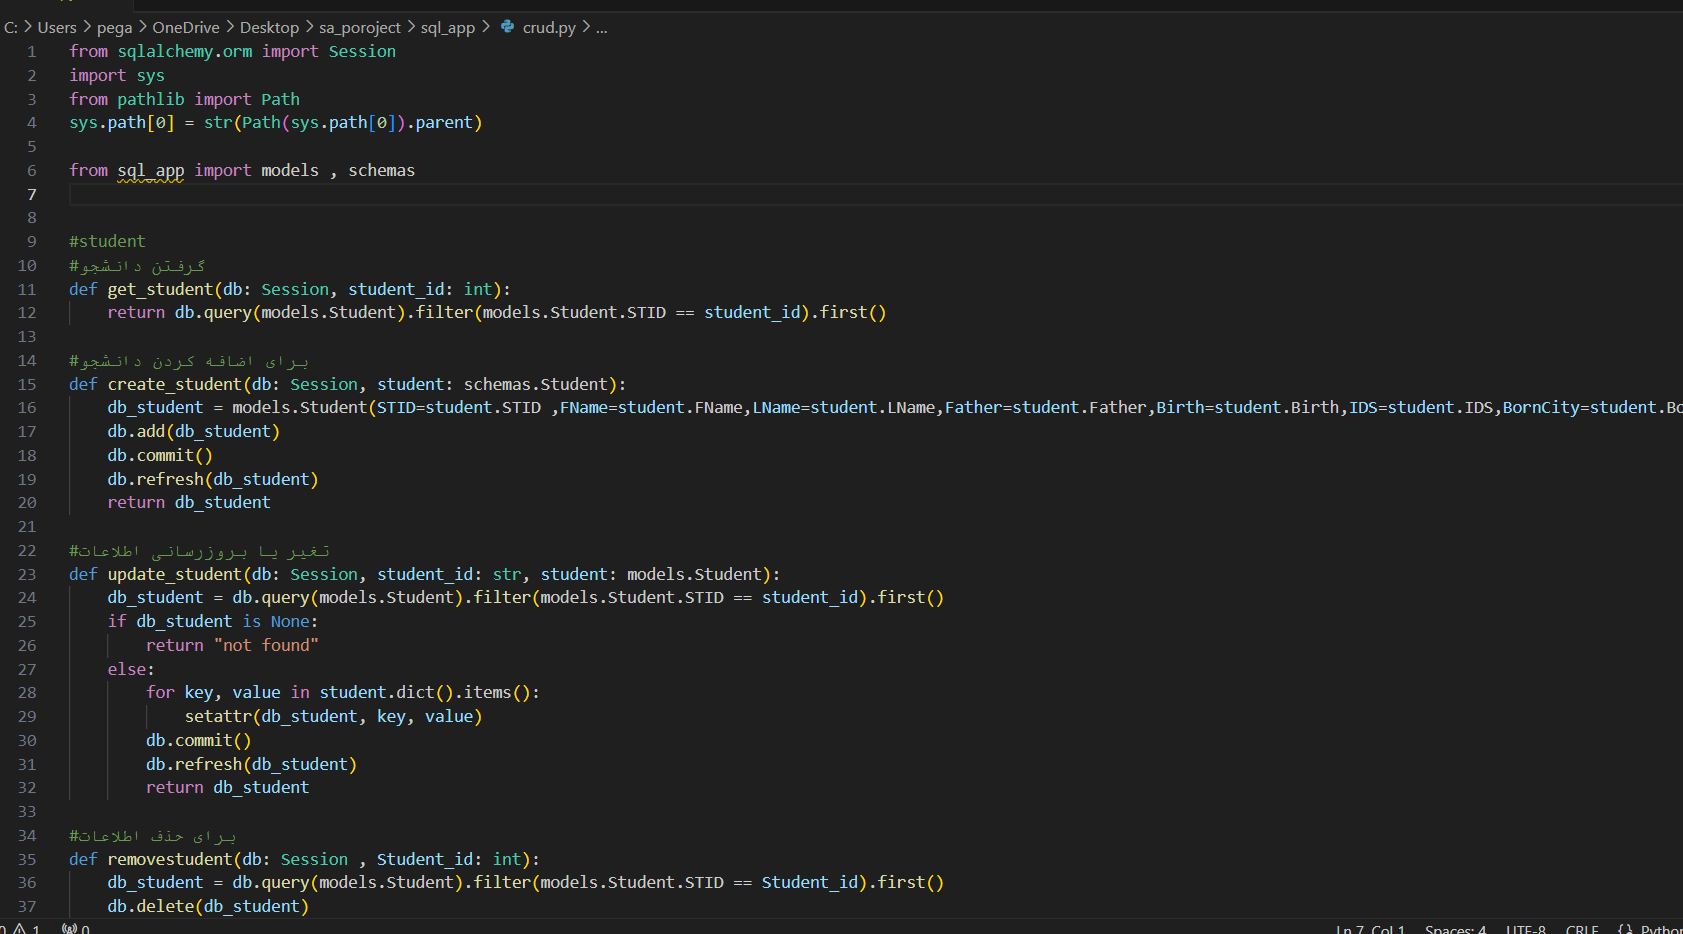 C: > Users > pega > OneDrive > Desktop > sa_poroject > sql_app > crud.py > ...
1 from sqlalchemy.orm import Session
2 import sys
3 from pathlib import Path
4 sys.path[0] = str(Path(sys.path[0]).parent)
5
6 from sql_app import models , schemas
7
8
9 #student
10 #گرفتن دانشجو
11 def get_student(db: Session, student_id: int):
12     return db.query(models.Student).filter(models.Student.STID == student_id).first()
13
14 #برای اضافه کردن دانشجو
15 def create_student(db: Session, student: schemas.Student):
16     db_student = models.Student(STID=student.STID ,FName=student.FName,LName=student.LName,Father=student.Father,Birth=student.Birth,IDS=student.IDS,BornCity=student.Bo
17     db.add(db_student)
18     db.commit()
19     db.refresh(db_student)
20     return db_student
21
22 #تغیر یا بروزرسانی اطلاعات
23 def update_student(db: Session, student_id: str, student: models.Student):
24     db_student = db.query(models.Student).filter(models.Student.STID == student_id).first()
25     if db_student is None:
26         return "not found"
27     else:
28         for key, value in student.dict().items():
29             setattr(db_student, key, value)
30         db.commit()
31         db.refresh(db_student)
32         return db_student
33
34 #برای حذف اطلاعات
35 def removestudent(db: Session , Student_id: int):
36     db_student = db.query(models.Student).filter(models.Student.STID == Student_id).first()
37     db.delete(db_student)
0 1 0 Ln 7, Col 1 Spaces: 4 UTF-8 CRLF {} Python